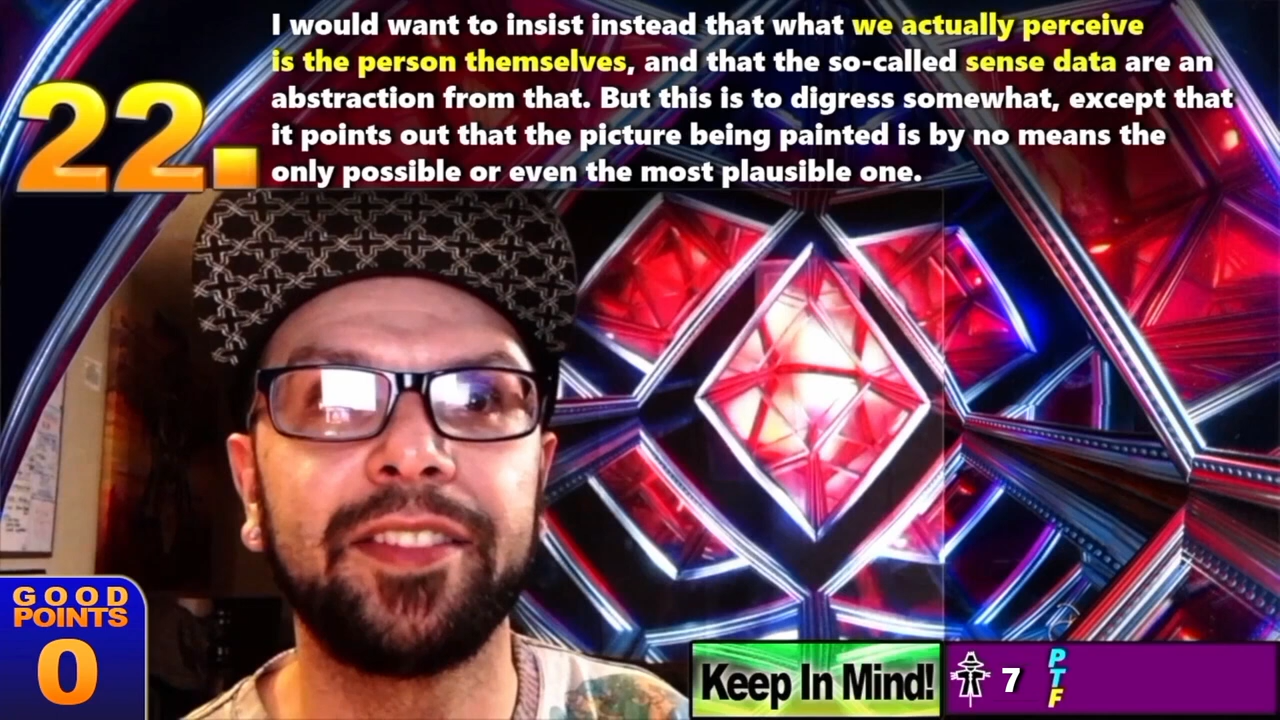 22.
I would want to insist instead that what we actually perceive
is the person themselves, and that the so-called sense data are an
abstraction from that. But this is to digress somewhat, except that
it points out that the picture being painted is by no means the
only possible or even the most plausible one.
GOOD
POINTS
0
Keep In Mind!
7
P
T
F